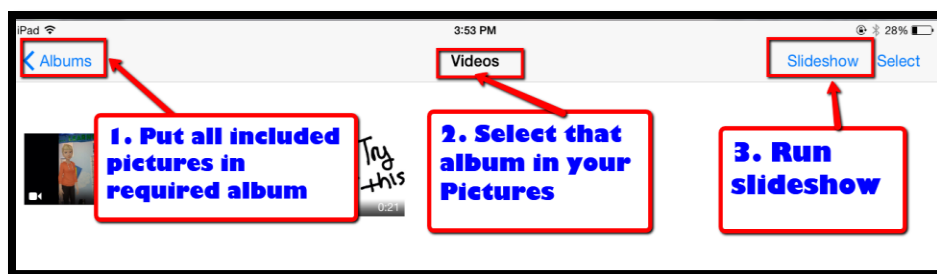 iPad 3:53 PM 28%
Albums Videos Slideshow Select
1. Put all included
pictures in
required album
Try
this
0:21
2. Select that
album in your
Pictures
3. Run
slideshow